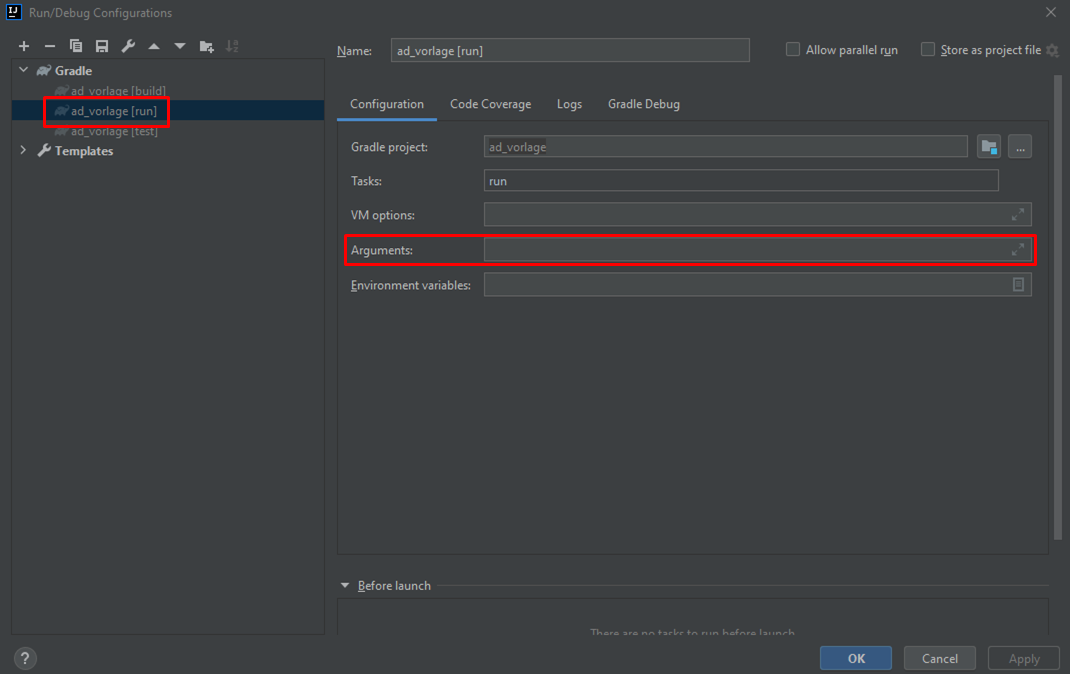 Run/Debug Configurations
Gradle
ad_vorlage [build]
ad_vorlage [run]
ad_vorlage [test]
Templates
Name: ad_vorlage [run] Allow parallel run Store as project file
Configuration Code Coverage Logs Gradle Debug
Gradle project: ad_vorlage ...
Tasks: run
VM options:
Arguments:
Environment variables:
Before launch
There are no tasks to run before launch
? OK Cancel Apply